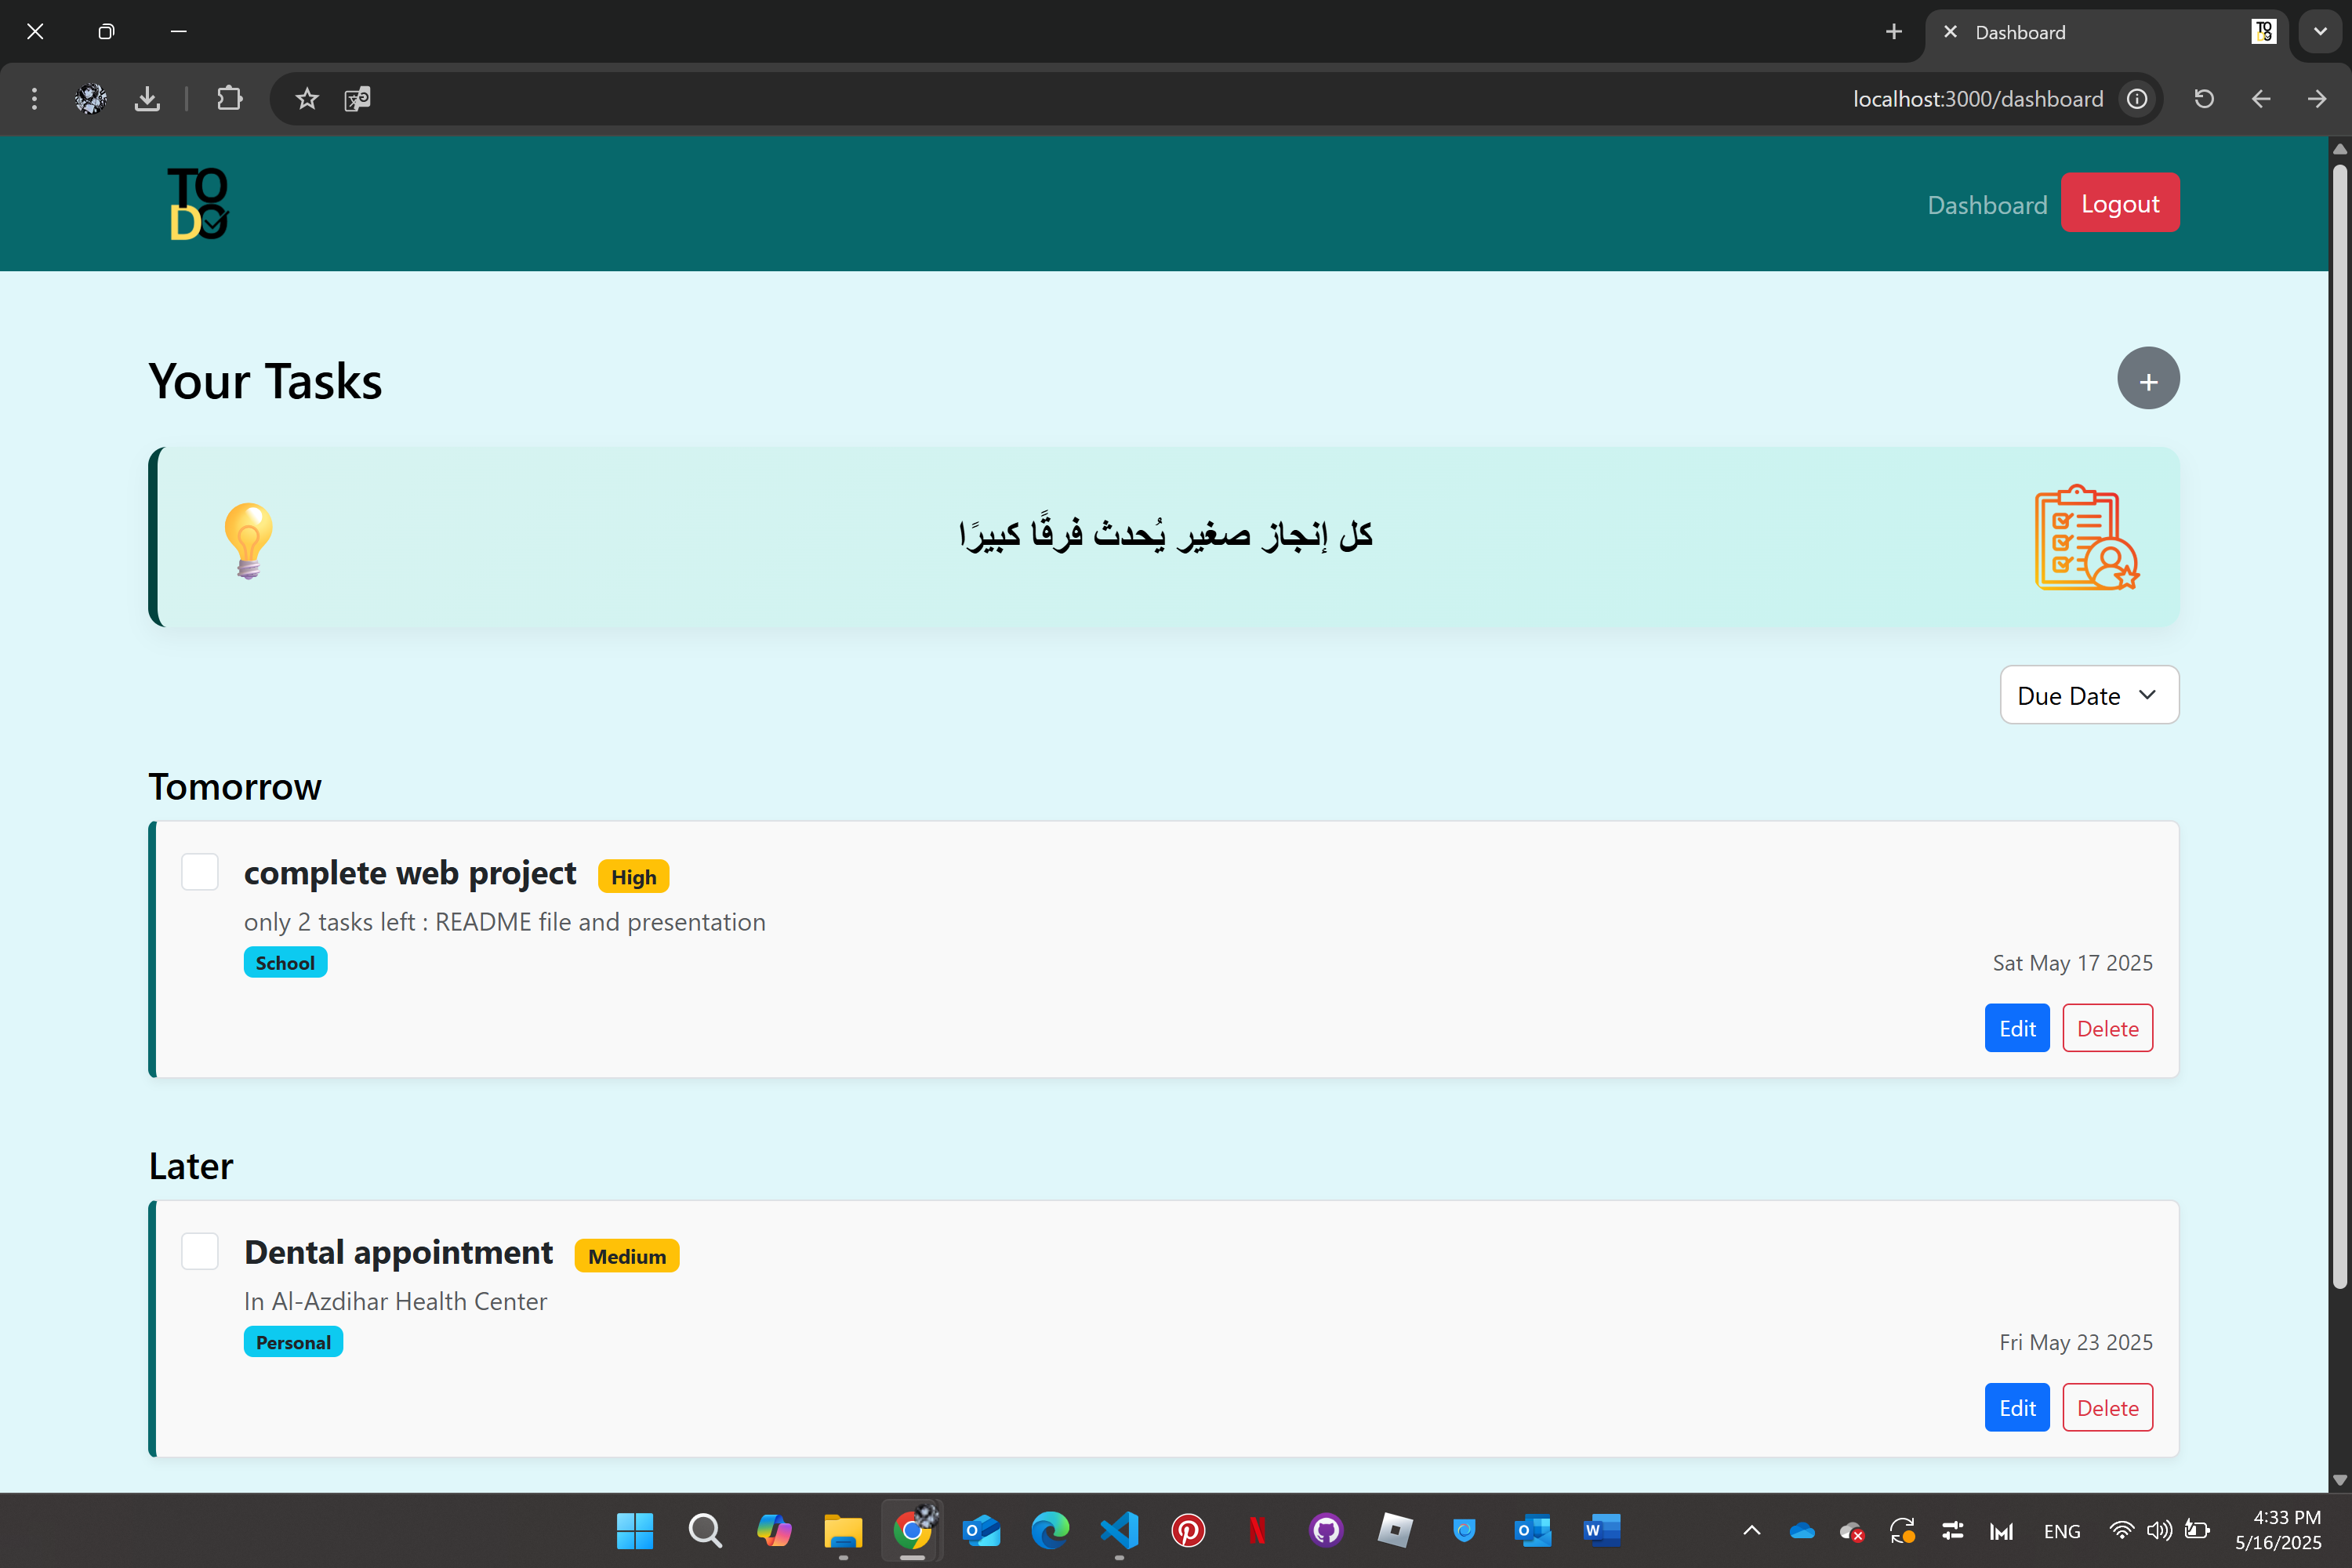 Dashboard
TO
DO
localhost:3000/dashboard
TO
DO
Dashboard
Logout
Your Tasks
+
كل إنجاز صغير يُحدث فرقًا كبيرًا
Due Date
Tomorrow
complete web project High
only 2 tasks left : README file and presentation
School
Sat May 17 2025
Edit Delete
Later
Dental appointment Medium
In Al-Azdihar Health Center
Personal
Fri May 23 2025
Edit Delete
ENG
4:33 PM
5/16/2025